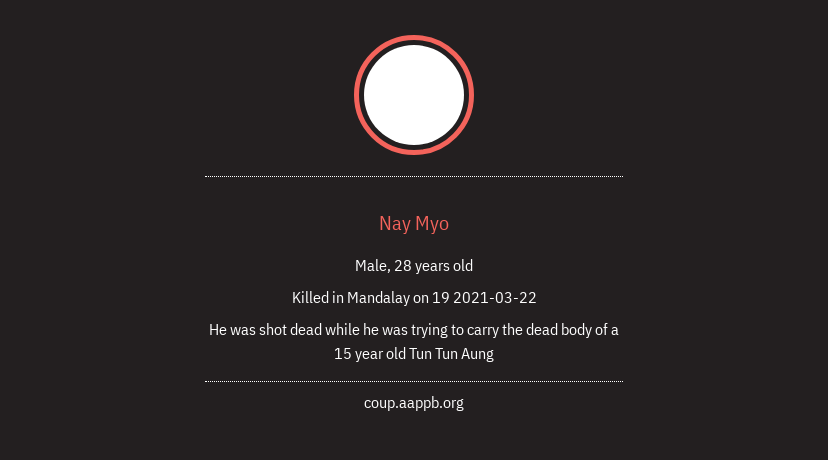 Nay Myo
Male, 28 years old
Killed in Mandalay on 19 2021-03-22
He was shot dead while he was trying to carry the dead body of a
15 year old Tun Tun Aung
coup.aappb.org